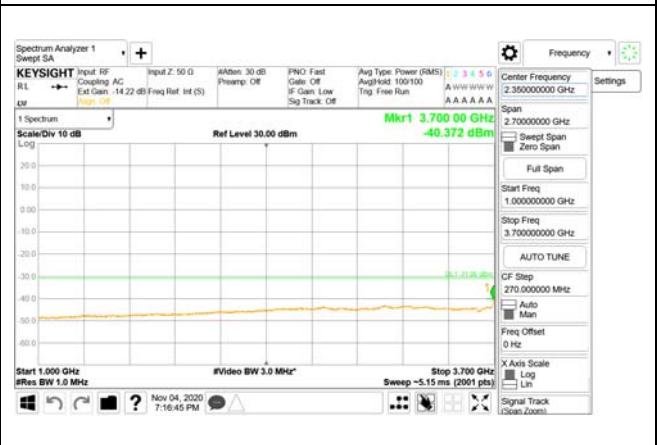 Spectrum Analyzer 1
Swept SA
Frequency
KEYSIGHT
RL
Input: RF
Coupling: AC
Ext Gain: -14.22 dB
Align: Off
Input Z: 50 Ω
Freq Ref: Int (S)
#Atten: 30 dB
Preamp: Off
PNO: Fast
Gate: Off
IF Gain: Low
Sig Track: Off
Avg Type: Power (RMS)
Avg|Hold: 100/100
Trig: Free Run
1 2 3 4 5 6
A W W W W W
A A A A A A
Center Frequency
2.350000000 GHz
Settings
Span
2.70000000 GHz
Swept Span
Zero Span
Full Span
Start Freq
1.000000000 GHz
Stop Freq
3.700000000 GHz
AUTO TUNE
CF Step
270.000000 MHz
Auto
Man
Freq Offset
0 Hz
X Axis Scale
Log
Lin
Signal Track
(Span Zoom)
1 Spectrum
Scale/Div 10 dB
Ref Level 30.00 dBm
Mkr1 3.700 00 GHz
-40.372 dBm
Log
20.0
10.0
0.00
-10.0
-20.0
-30.0
-40.0
-50.0
-60.0
1
Start 1.000 GHz
#Res BW 1.0 MHz
#Video BW 3.0 MHz*
Stop 3.700 GHz
Sweep ~5.15 ms (2001 pts)
Nov 04, 2020
7:16:45 PM